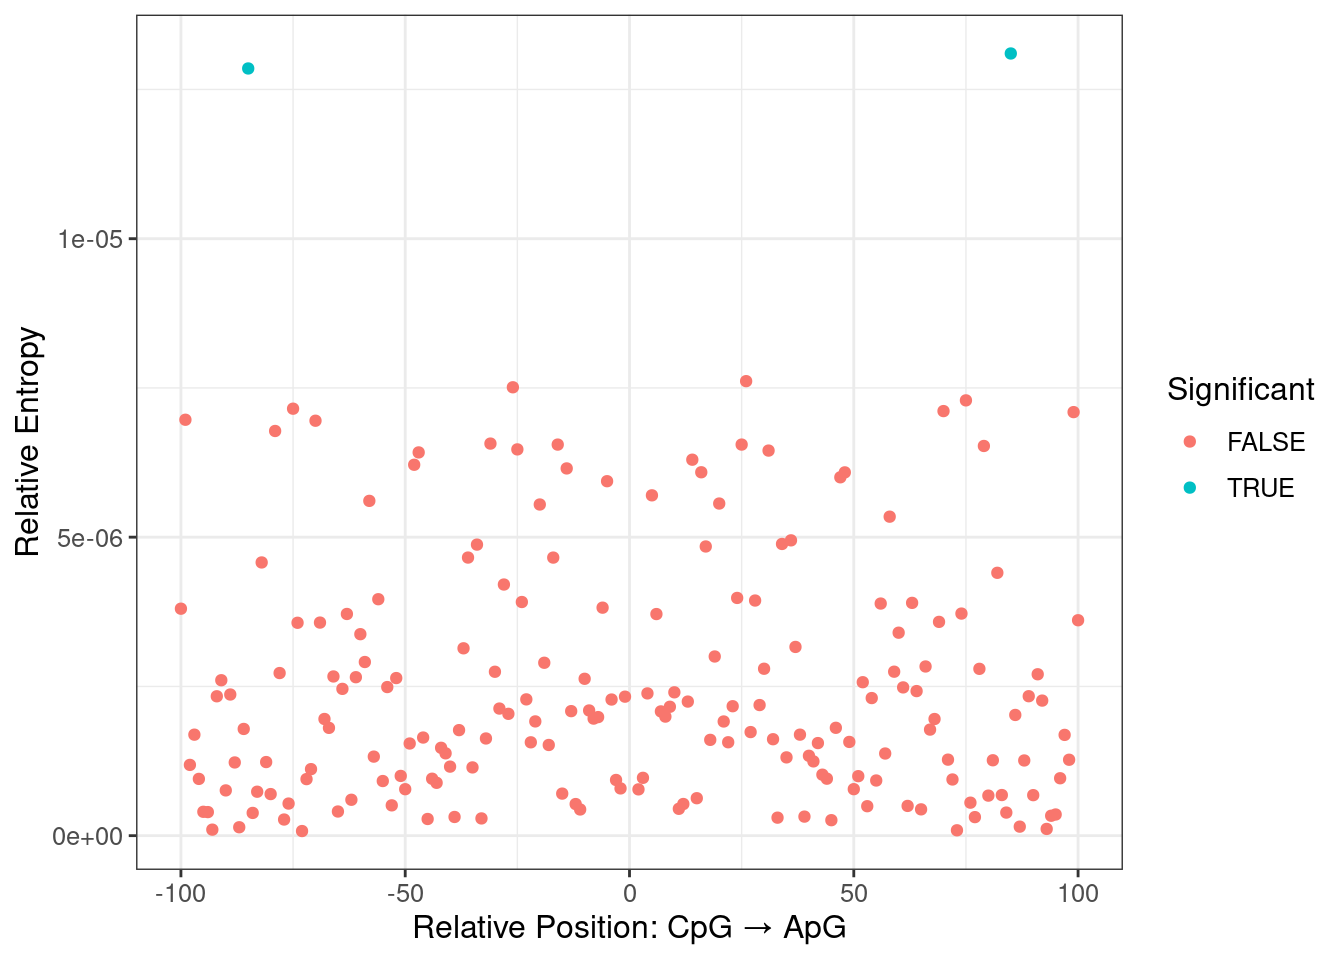 1e-05
5e-06
0e+00
-100
-50
0
50
100
Relative Position: CpG → ApG
Relative Entropy
Significant
FALSE
TRUE